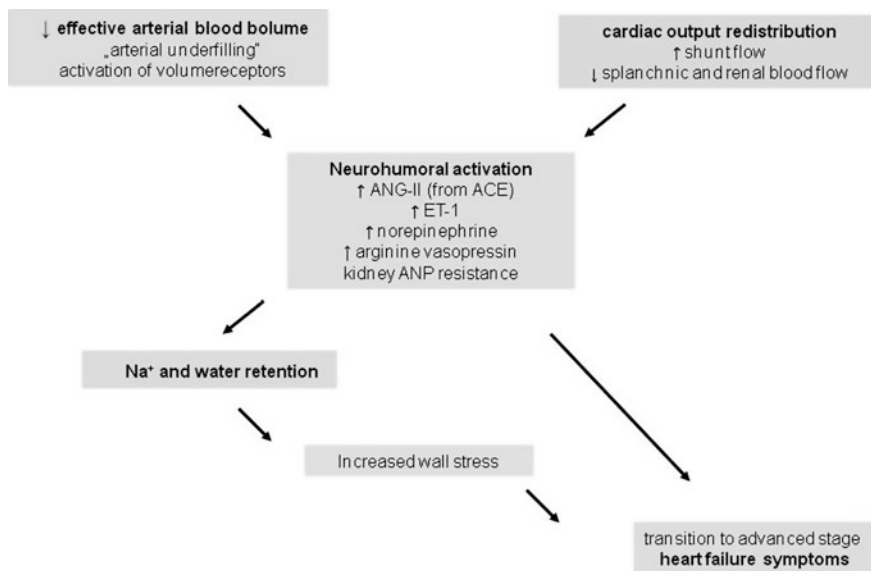 ↓ effective arterial blood bolume
„arterial underfilling“
activation of volumereceptors
cardiac output redistribution
↑ shunt flow
↓ splanchnic and renal blood flow
Neurohumoral activation
↑ ANG-II (from ACE)
↑ ET-1
↑ norepinephrine
↑ arginine vasopressin
kidney ANP resistance
Na⁺ and water retention
Increased wall stress
transition to advanced stage
heart failure symptoms